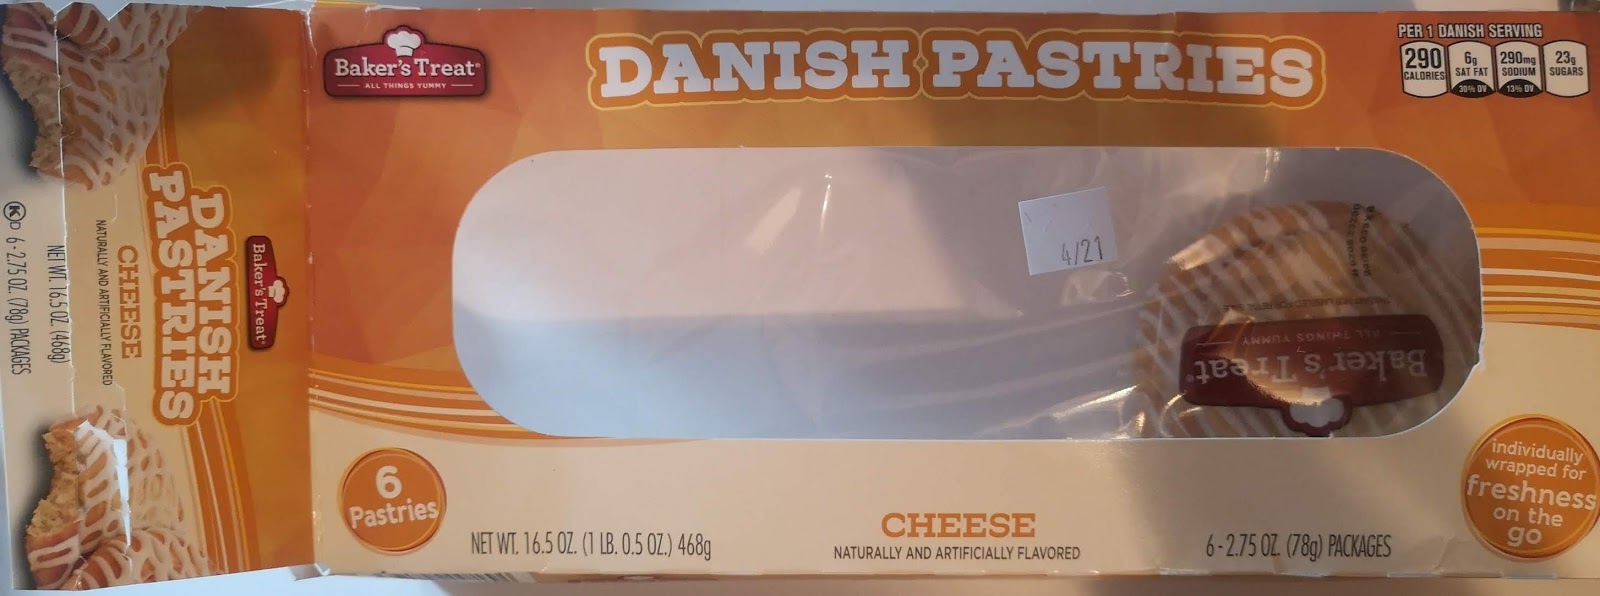 Baker's Treat®
ALL THINGS YUMMY
DANISH PASTRIES
PER 1 DANISH SERVING
290 CALORIES
6g SAT FAT 30% DV
290mg SODIUM 13% DV
23g SUGARS
4/21
Baker's Treat®
ALL THINGS YUMMY
6
Pastries
NET WT. 16.5 OZ. (1 LB. 0.5 OZ.) 468g
CHEESE
NATURALLY AND ARTIFICIALLY FLAVORED
6 - 2.75 OZ. (78g) PACKAGES
individually
wrapped for
freshness
on the
go
Baker's Treat®
DANISH
PASTRIES
CHEESE
NATURALLY AND ARTIFICIALLY FLAVORED
NET WT. 16.5 OZ. (468g)
K D 6 - 2.75 OZ. (78g) PACKAGES